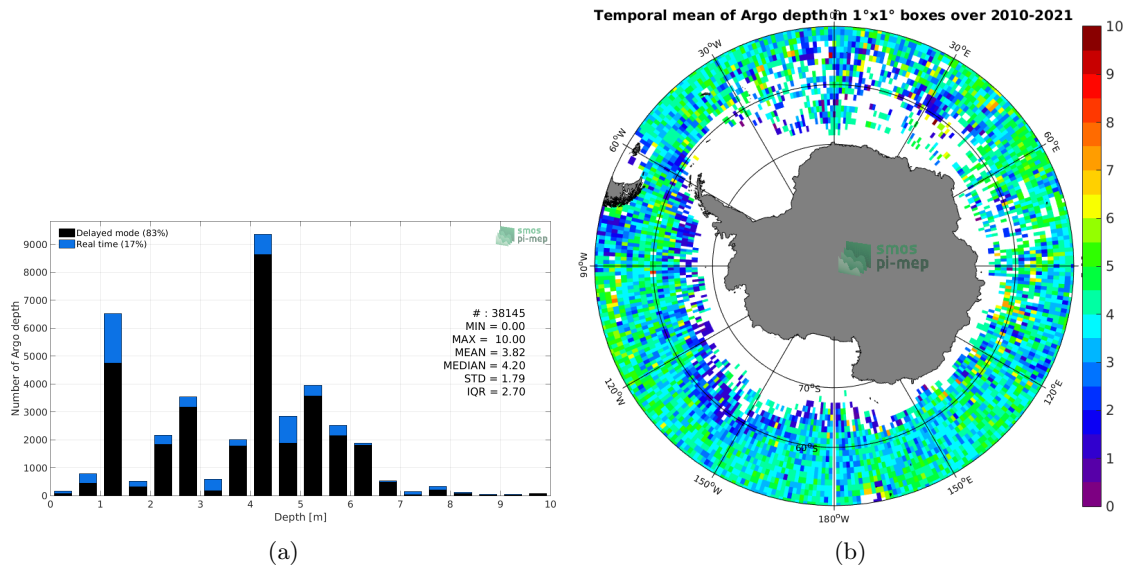 Delayed mode (83%)
Real time (17%)
smos
pi-mep
Number of Argo depth
9000
8000
7000
6000
5000
4000
3000
2000
1000
0
# : 38145
MIN = 0.00
MAX = 10.00
MEAN = 3.82
MEDIAN = 4.20
STD = 1.79
IQR = 2.70
0 1 2 3 4 5 6 7 8 9 10
Depth [m]
(a)
Temporal mean of Argo depth in 1°x1° boxes over 2010-2021
30°W
30°E
60°W
60°E
90°W
smos
pi-mep
120°W
120°E
70°S
60°S
150°W
150°E
180°W
10
9
8
7
6
5
4
3
2
1
0
(b)